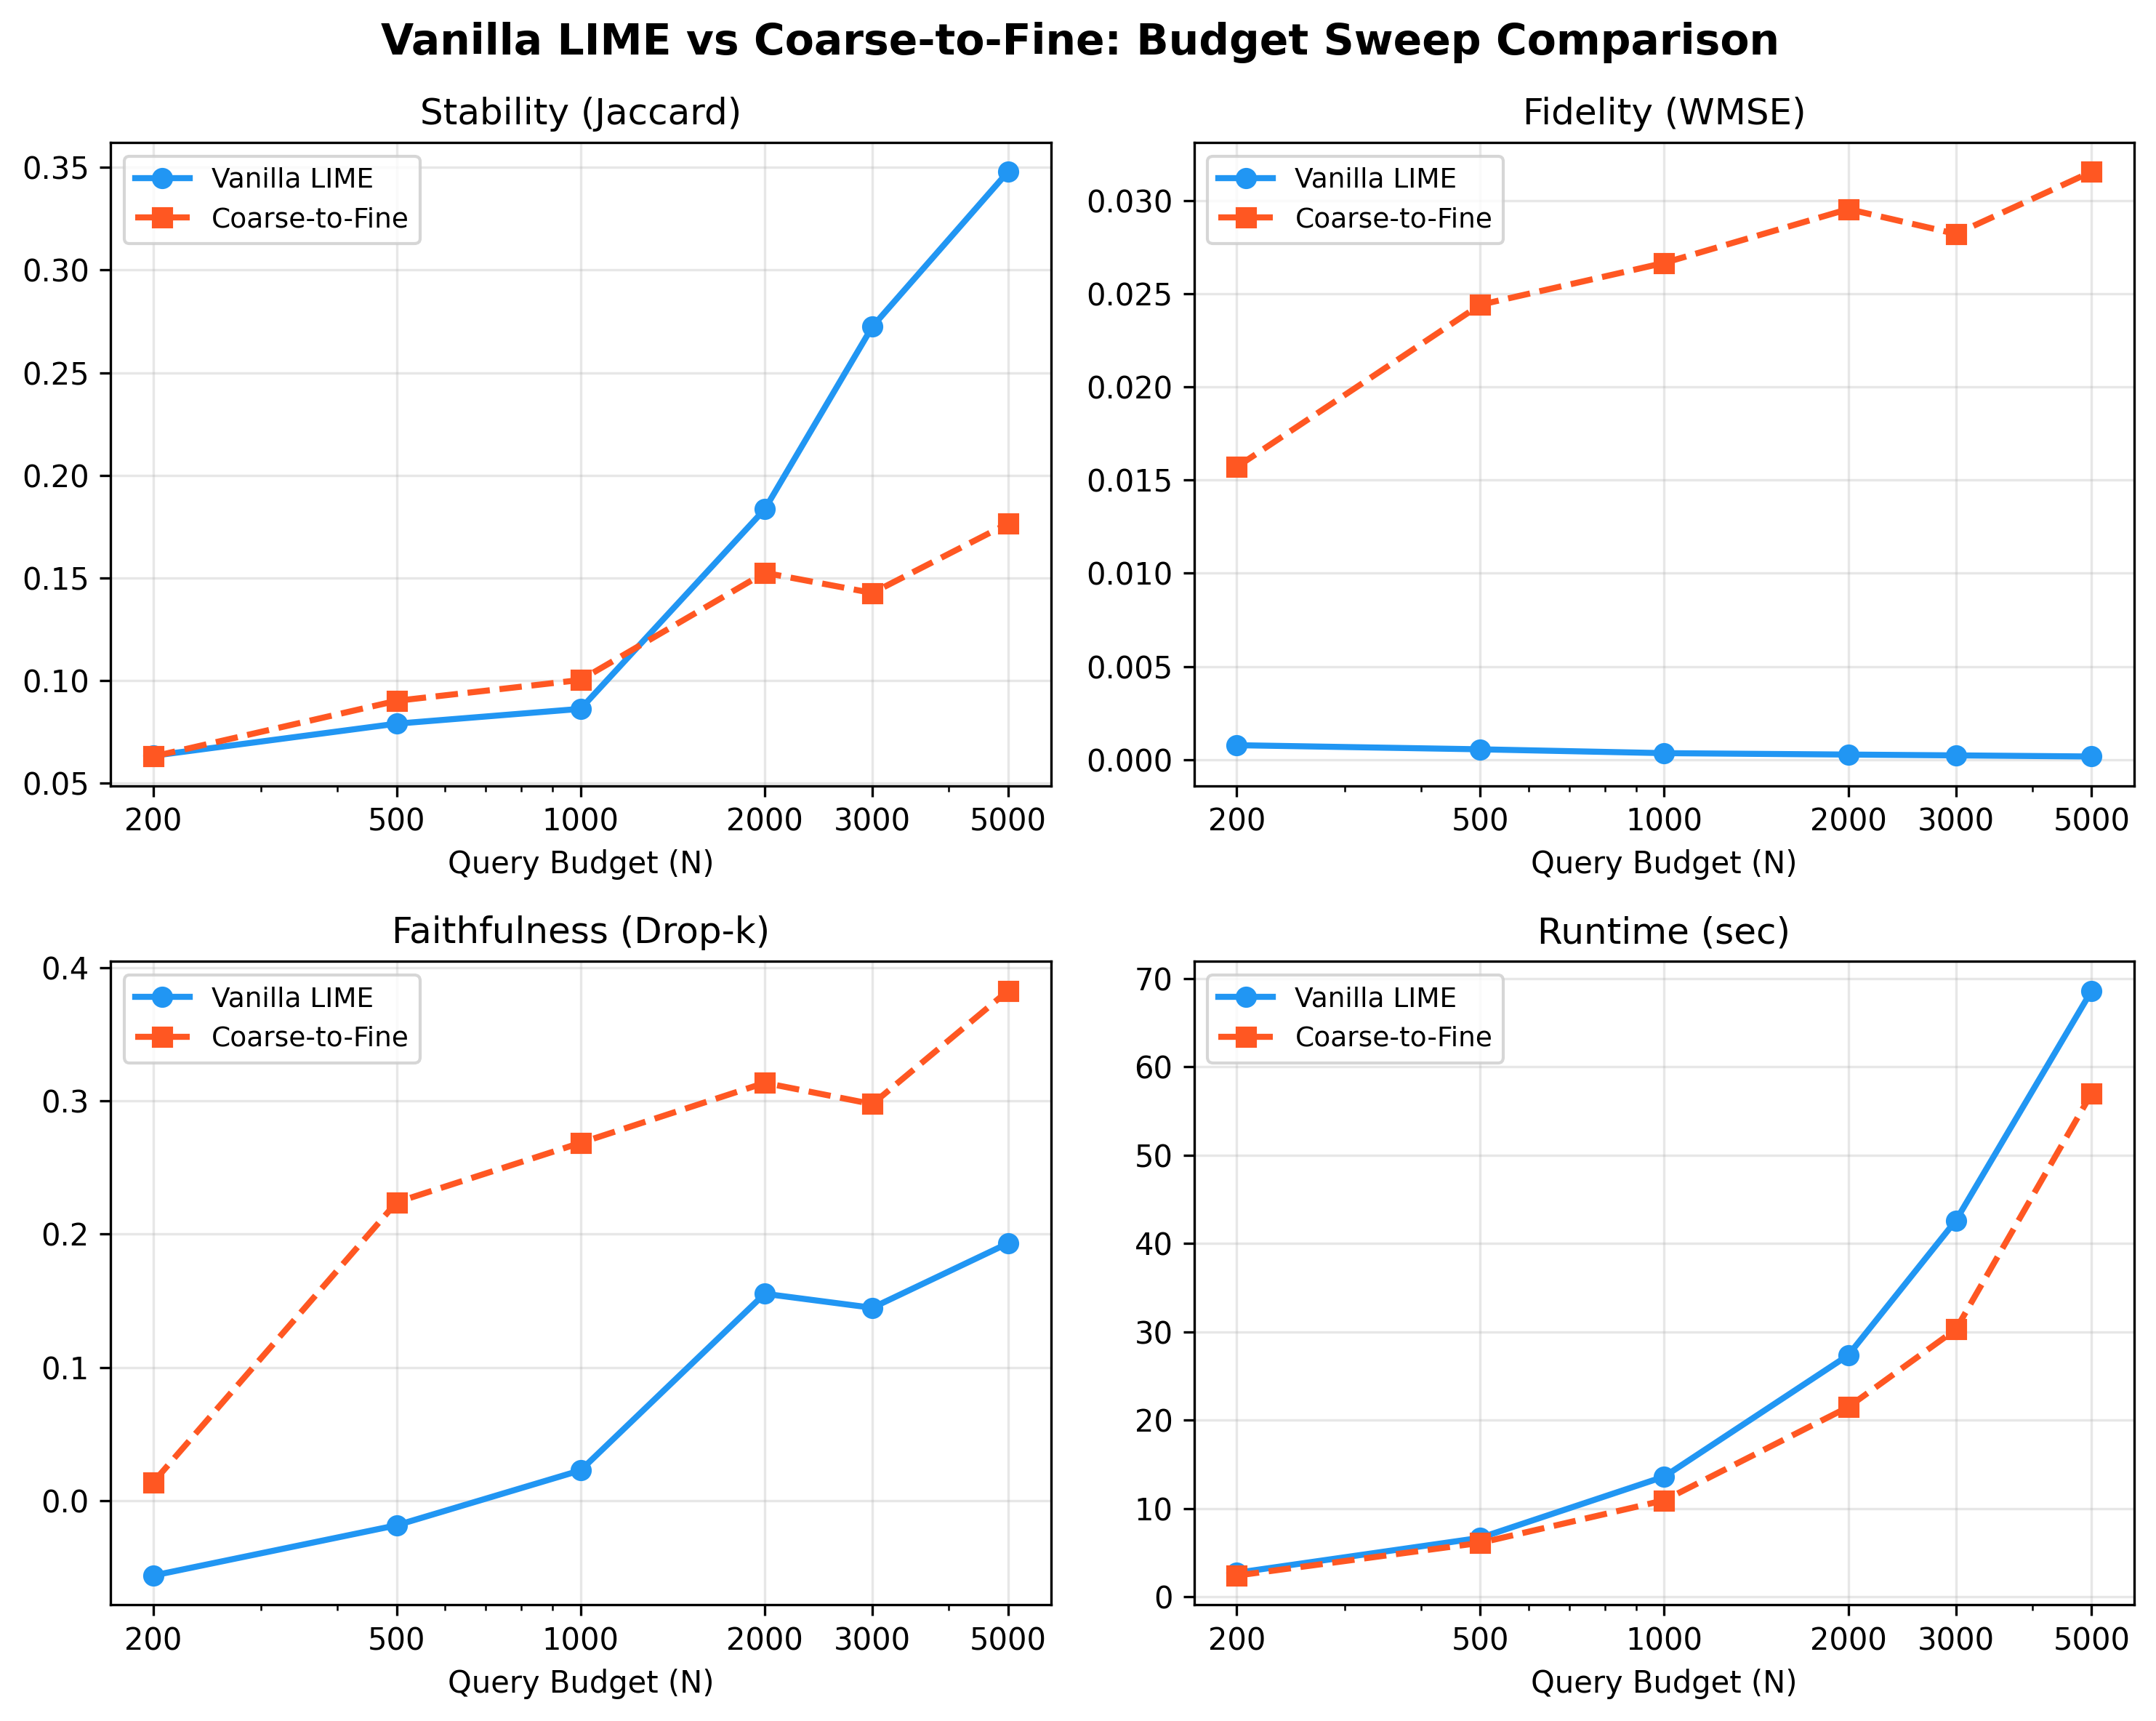 Vanilla LIME vs Coarse-to-Fine: Budget Sweep Comparison
Stability (Jaccard)
0.35
0.30
0.25
0.20
0.15
0.10
0.05
Vanilla LIME
Coarse-to-Fine
200 500 1000 2000 3000 5000
Query Budget (N)
Fidelity (WMSE)
0.030
0.025
0.020
0.015
0.010
0.005
0.000
Vanilla LIME
Coarse-to-Fine
200 500 1000 2000 3000 5000
Query Budget (N)
Faithfulness (Drop-k)
0.4
0.3
0.2
0.1
0.0
Vanilla LIME
Coarse-to-Fine
200 500 1000 2000 3000 5000
Query Budget (N)
Runtime (sec)
70
60
50
40
30
20
10
0
Vanilla LIME
Coarse-to-Fine
200 500 1000 2000 3000 5000
Query Budget (N)